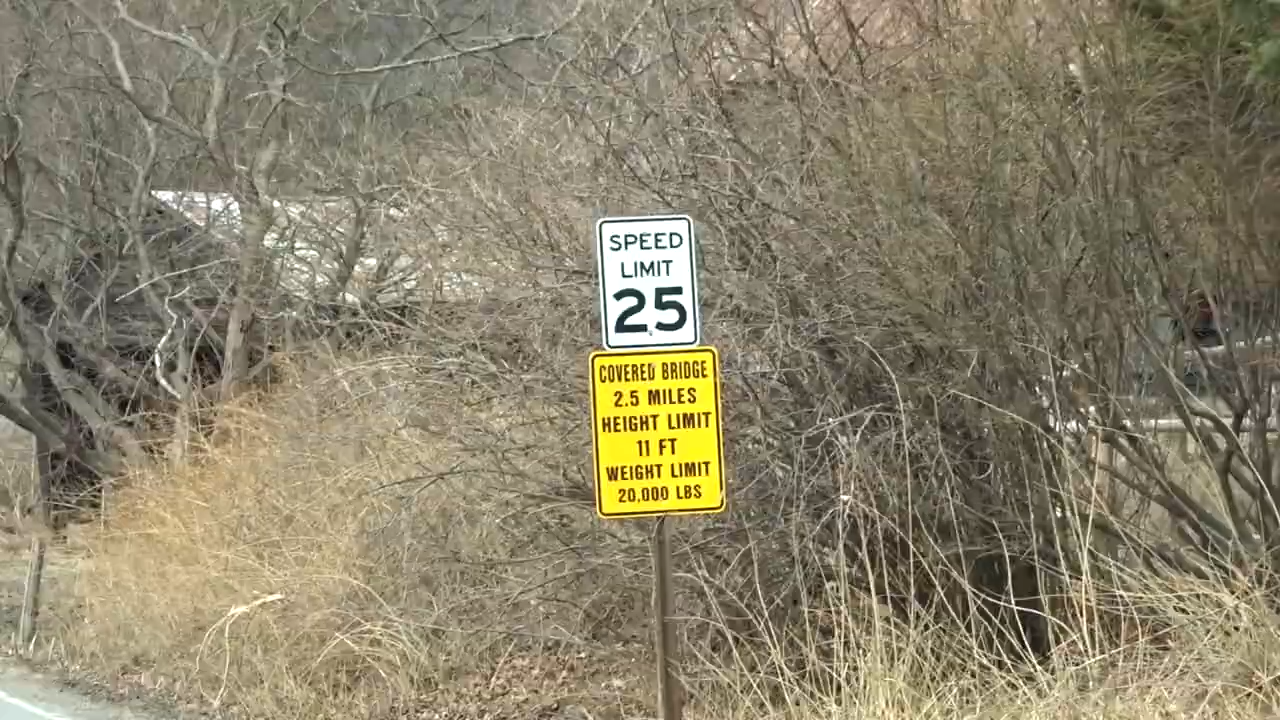 SPEED
LIMIT
25
COVERED BRIDGE
2.5 MILES
HEIGHT LIMIT
11 FT
WEIGHT LIMIT
20,000 LBS